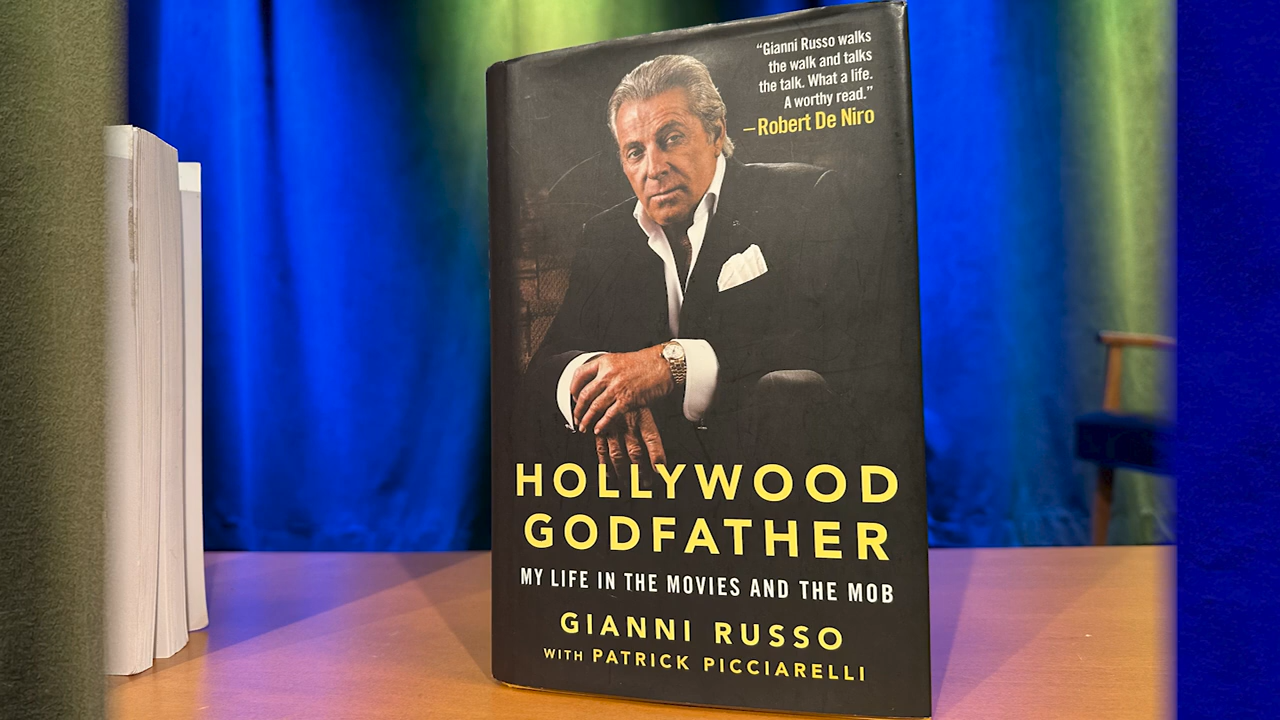 “Gianni Russo walks
the walk and talks
the talk. What a life.
A worthy read.”
—Robert De Niro
HOLLYWOOD
GODFATHER
MY LIFE IN THE MOVIES AND THE MOB
GIANNI RUSSO
WITH PATRICK PICCIARELLI